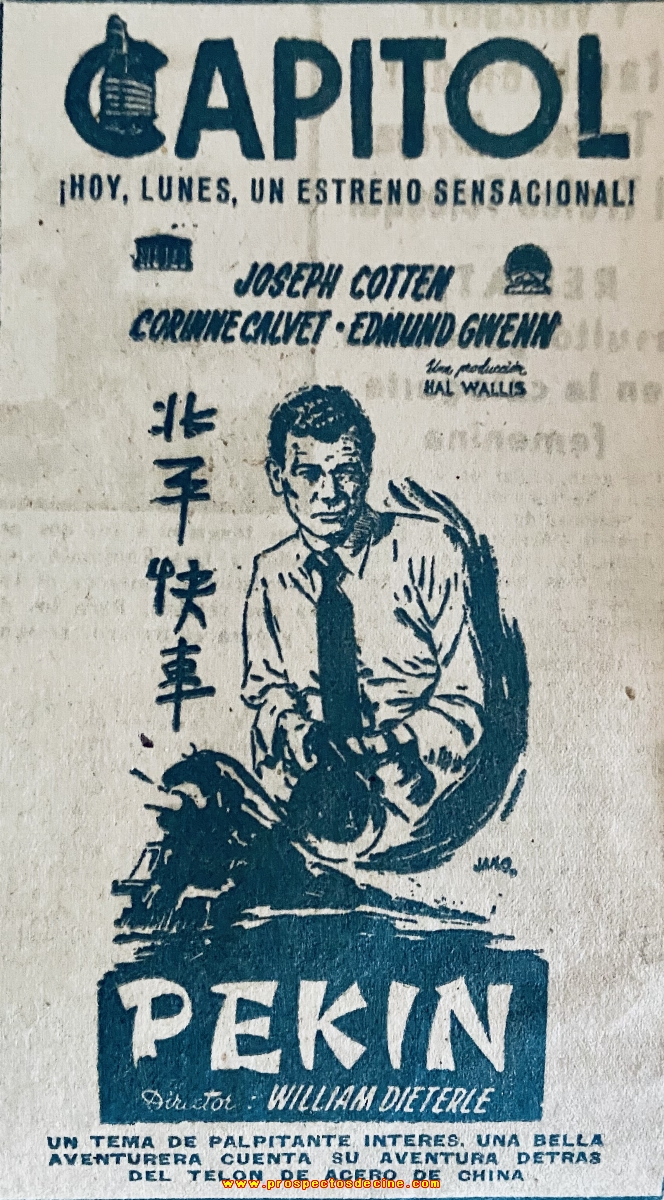 CAPITOL
¡HOY, LUNES, UN ESTRENO SENSACIONAL!
JOSEPH COTTEN
CORINNE CALVET • EDMUND GWENN
Una producción
HAL WALLIS
北平快車
JANO.
PEKIN
Director : WILLIAM DIETERLE
UN TEMA DE PALPITANTE INTERES. UNA BELLA
AVENTURERA CUENTA SU AVENTURA DETRAS
DEL TELON DE ACERO DE CHINA
www.prospectosdecine.com